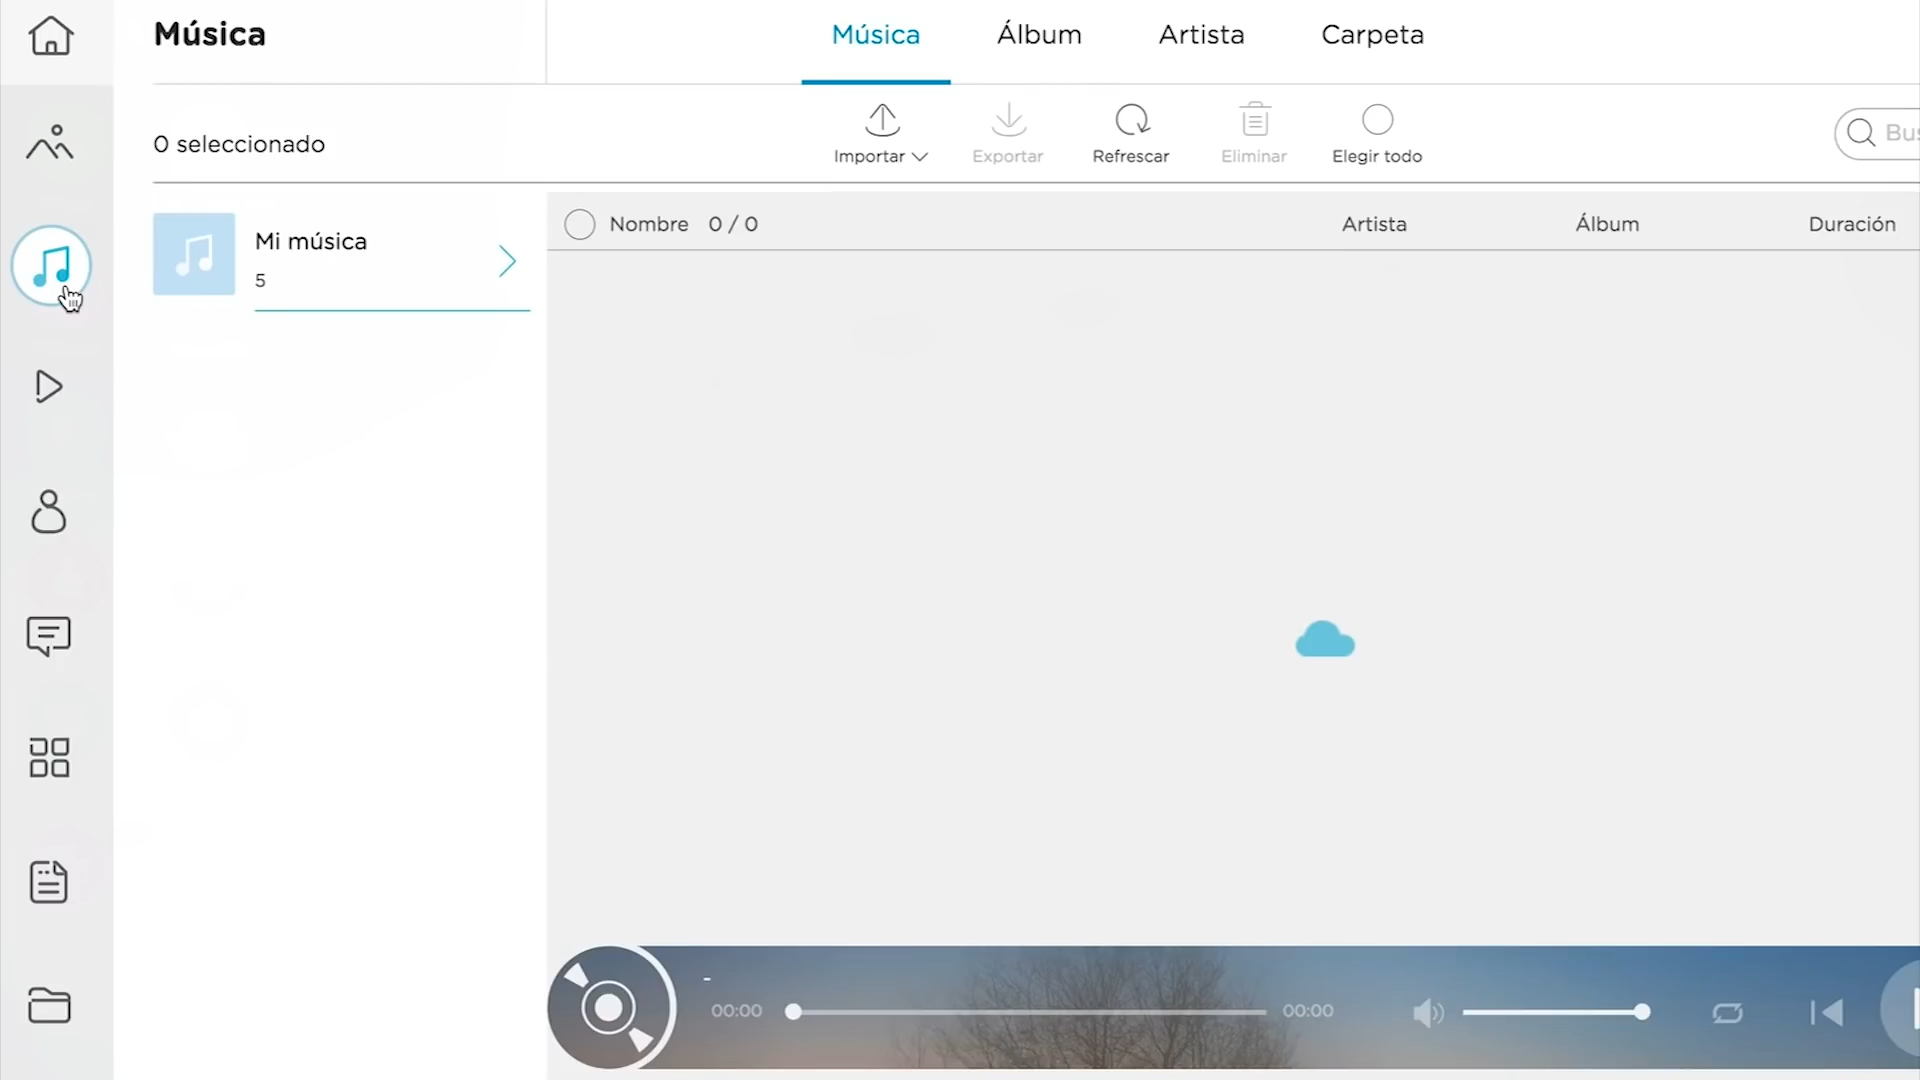 Música
Música Álbum Artista Carpeta
0 seleccionado
Importar Exportar Refrescar Eliminar Elegir todo
Mi música
5
Nombre 0 / 0 Artista Álbum Duración
-
00:00 00:00